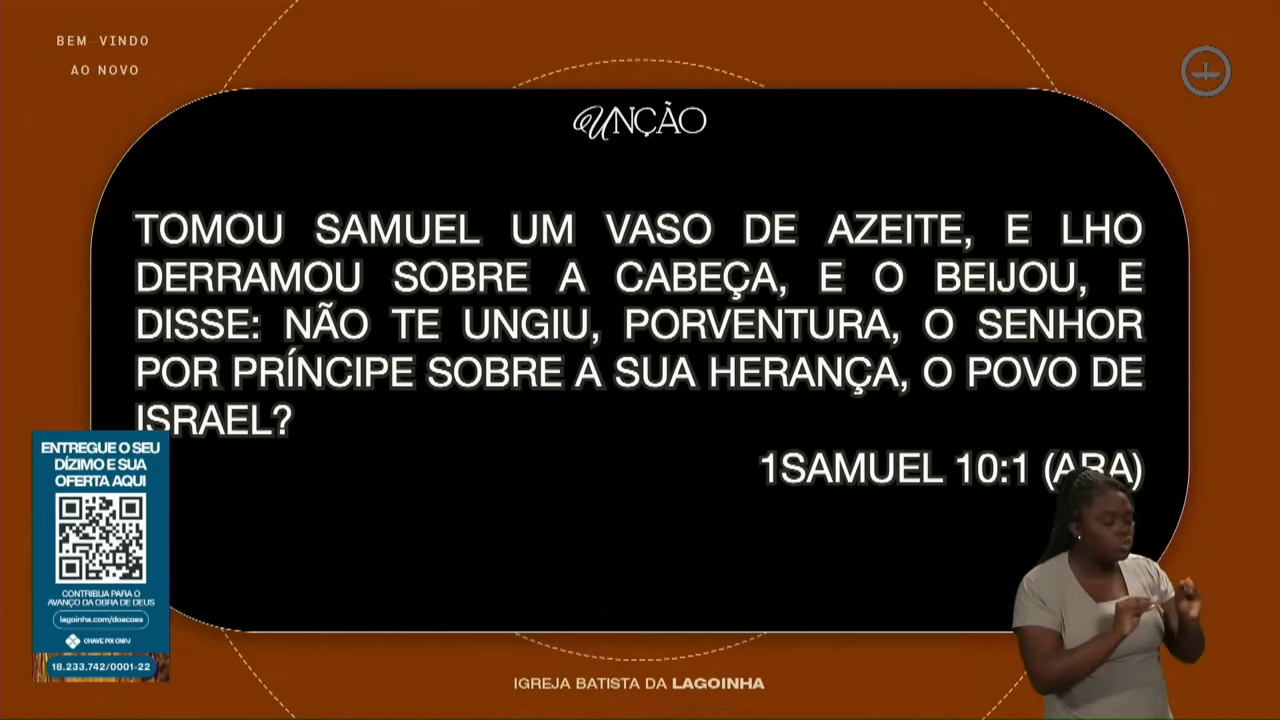 BEM VINDO
AO NOVO
UNÇÃO
TOMOU SAMUEL UM VASO DE AZEITE, E LHO
DERRAMOU SOBRE A CABEÇA, E O BEIJOU, E
DISSE: NÃO TE UNGIU, PORVENTURA, O SENHOR
POR PRÍNCIPE SOBRE A SUA HERANÇA, O POVO DE
ISRAEL?
1SAMUEL 10:1 (ARA)
ENTREGUE O SEU
DÍZIMO E SUA
OFERTA AQUI
CONTRIBUA PARA O
AVANÇO DA OBRA DE DEUS
lagoinha.com/doacoes
CHAVE PIX CNPJ
18.233.742/0001-22
IGREJA BATISTA DA LAGOINHA